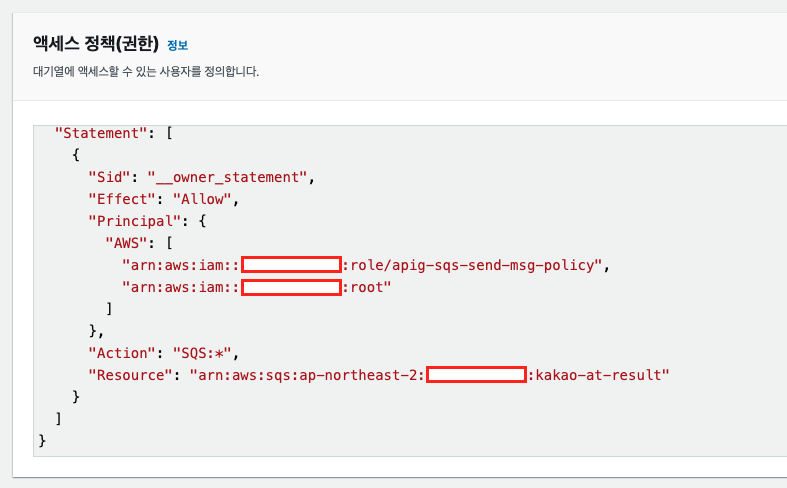 액세스 정책(권한) 정보
대기열에 액세스할 수 있는 사용자를 정의합니다.
"Statement": [
{
"Sid": "__owner_statement",
"Effect": "Allow",
"Principal": {
"AWS": [
"arn:aws:iam:: :role/apig-sqs-send-msg-policy",
"arn:aws:iam:: :root"
]
},
"Action": "SQS:*",
"Resource": "arn:aws:sqs:ap-northeast-2: :kakao-at-result"
}
]
}